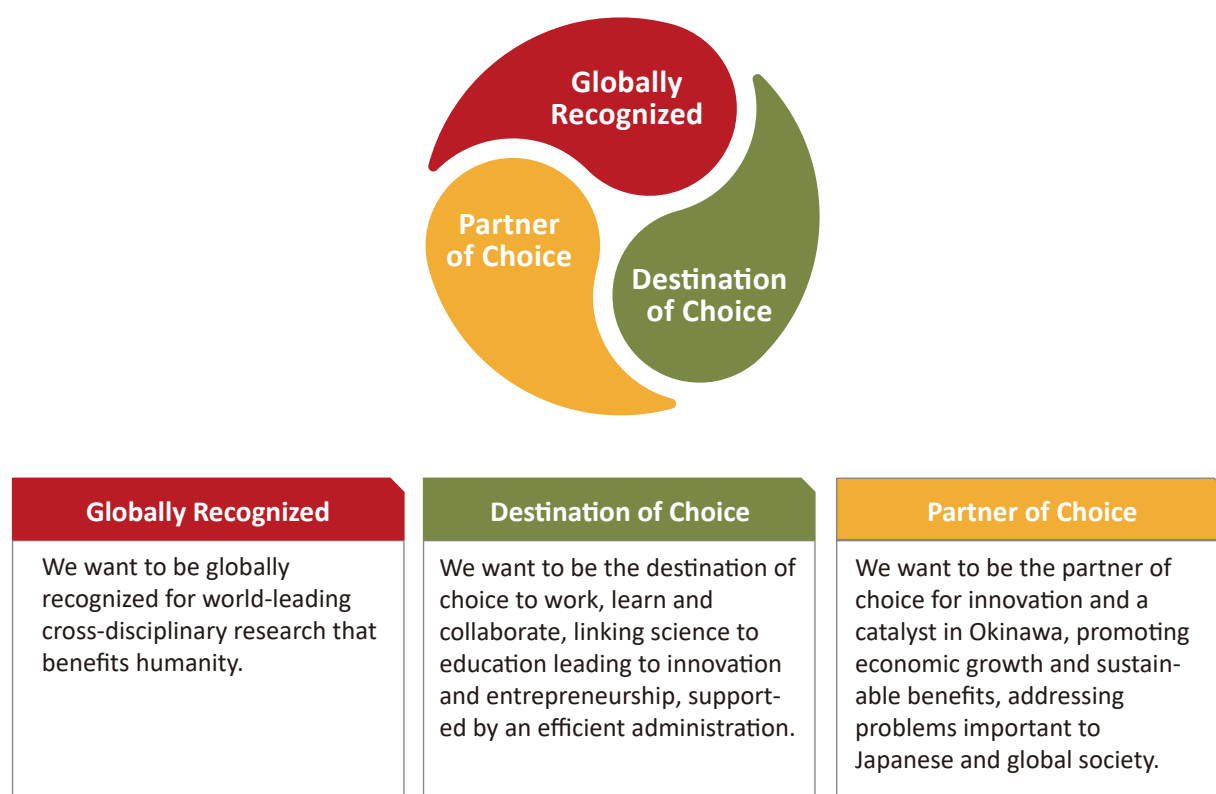 Globally
Recognized
Partner
of Choice
Destination
of Choice
Globally Recognized
We want to be globally
recognized for world-leading
cross-disciplinary research that
benefits humanity.
Destination of Choice
We want to be the destination of
choice to work, learn and
collaborate, linking science to
education leading to innovation
and entrepreneurship, support-
ed by an efficient administration.
Partner of Choice
We want to be the partner of
choice for innovation and a
catalyst in Okinawa, promoting
economic growth and sustain-
able benefits, addressing
problems important to
Japanese and global society.